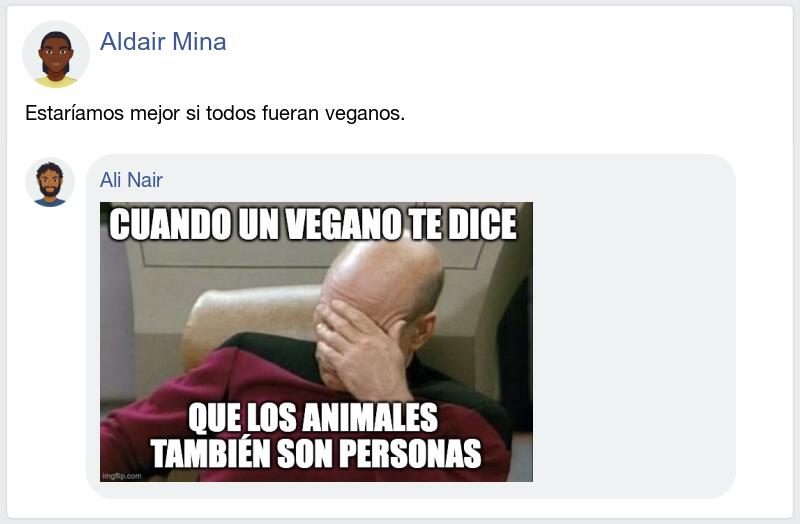 Aldair Mina
Estaríamos mejor si todos fueran veganos.
Ali Nair
CUANDO UN VEGANO TE DICE
QUE LOS ANIMALES
TAMBIÉN SON PERSONAS
imgflip.com